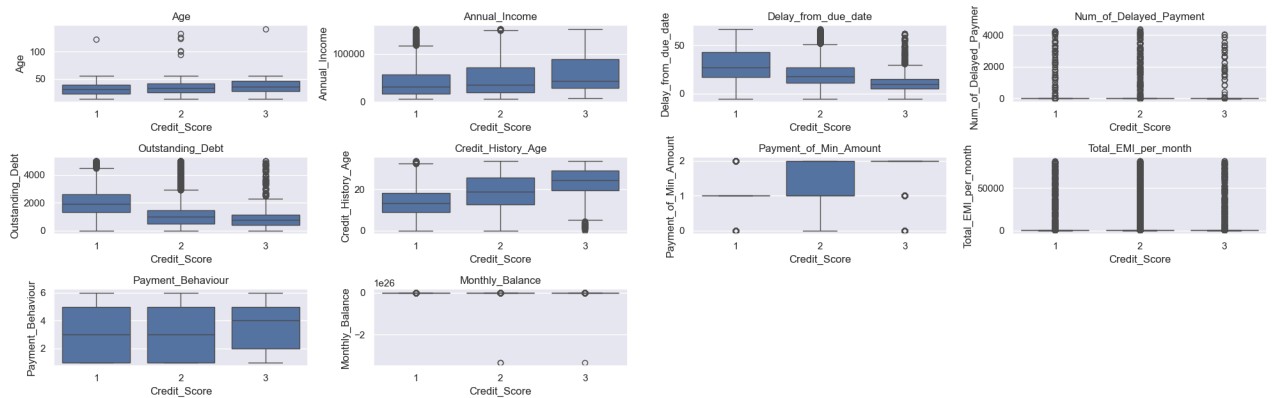 Age
Age
100
50
1
2
3
Credit_Score
Annual_Income
Annual_Income
100000
0
1
2
3
Credit_Score
Delay_from_due_date
Delay_from_due_date
50
0
1
2
3
Credit_Score
Num_of_Delayed_Payment
Num_of_Delayed_Paymer
4000
2000
0
1
2
3
Credit_Score
Outstanding_Debt
Outstanding_Debt
4000
2000
0
1
2
3
Credit_Score
Credit_History_Age
Credit_History_Age
20
0
1
2
3
Credit_Score
Payment_of_Min_Amount
Payment_of_Min_Amount
2
1
0
1
2
3
Credit_Score
Total_EMI_per_month
Total_EMI_per_month
50000
0
1
2
3
Credit_Score
Payment_Behaviour
Payment_Behaviour
6
4
2
1
2
3
Credit_Score
Monthly_Balance
Monthly_Balance
1e26
0
−2
1
2
3
Credit_Score